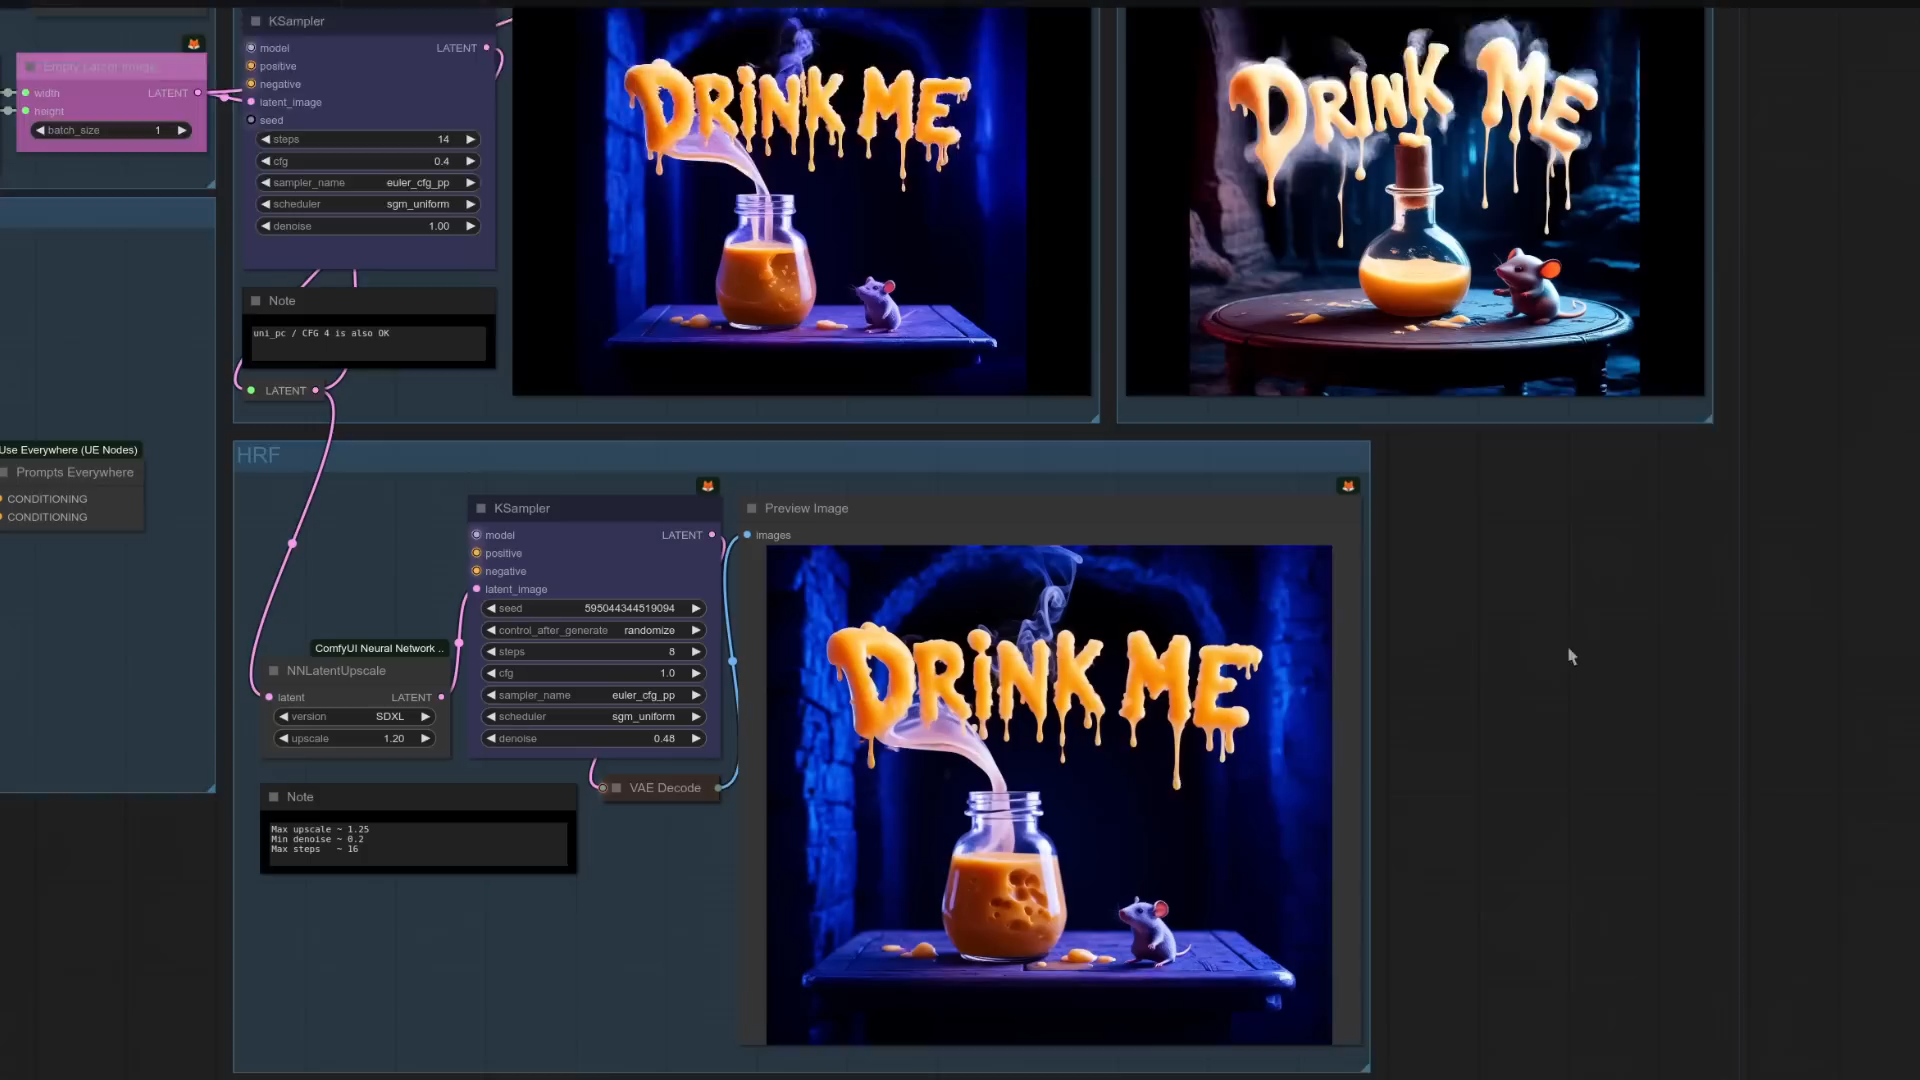 KSampler
model
LATENT
positive
negative
latent_image
seed
steps 14
cfg 0.4
sampler_name euler_cfg_pp
scheduler sgm_uniform
denoise 1.00
Empty Latent Image
width
LATENT
height
batch_size 1
Note
uni_pc / CFG 4 is also OK
LATENT
DRINK ME
DRINK ME
Use Everywhere (UE Nodes)
Prompts Everywhere
CONDITIONING
CONDITIONING
HRF
KSampler
model
LATENT
positive
negative
latent_image
seed 595044344519094
control_after_generate randomize
steps 8
cfg 1.0
sampler_name euler_cfg_pp
scheduler sgm_uniform
denoise 0.48
ComfyUI Neural Network ..
NNLatentUpscale
latent LATENT
version SDXL
upscale 1.20
VAE Decode
Note
Max upscale ~ 1.25
Min denoise ~ 0.2
Max steps ~ 16
Preview Image
images
DRINK ME